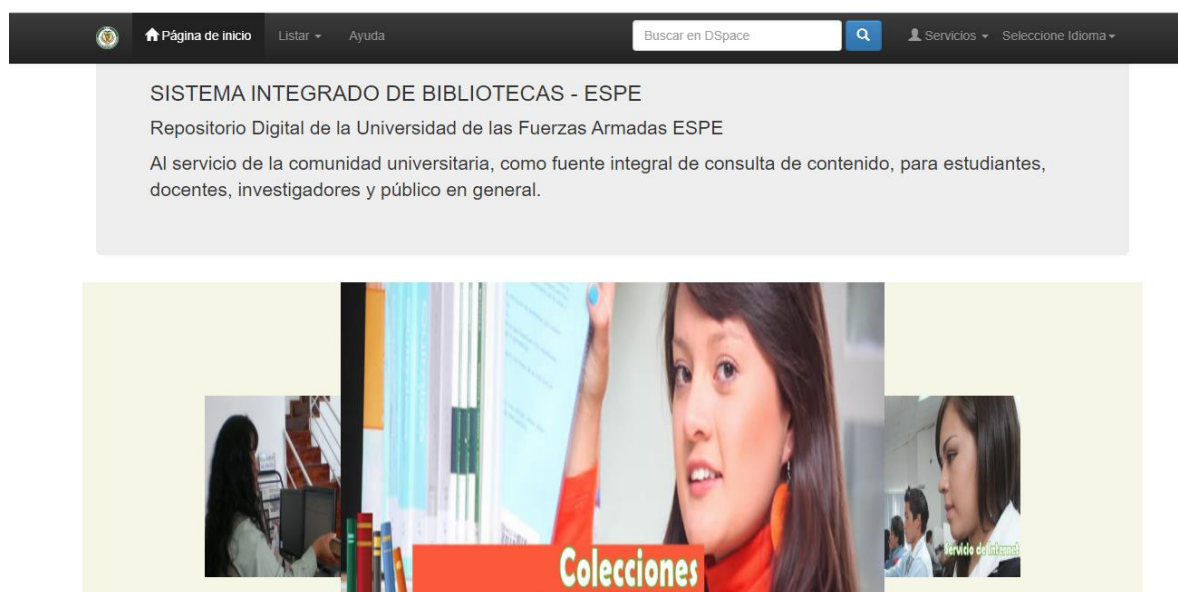 Página de inicio Listar Ayuda Buscar en DSpace Servicios Seleccione Idioma
SISTEMA INTEGRADO DE BIBLIOTECAS - ESPE
Repositorio Digital de la Universidad de las Fuerzas Armadas ESPE
Al servicio de la comunidad universitaria, como fuente integral de consulta de contenido, para estudiantes,
docentes, investigadores y público en general.
Servicio de Internet
Colecciones